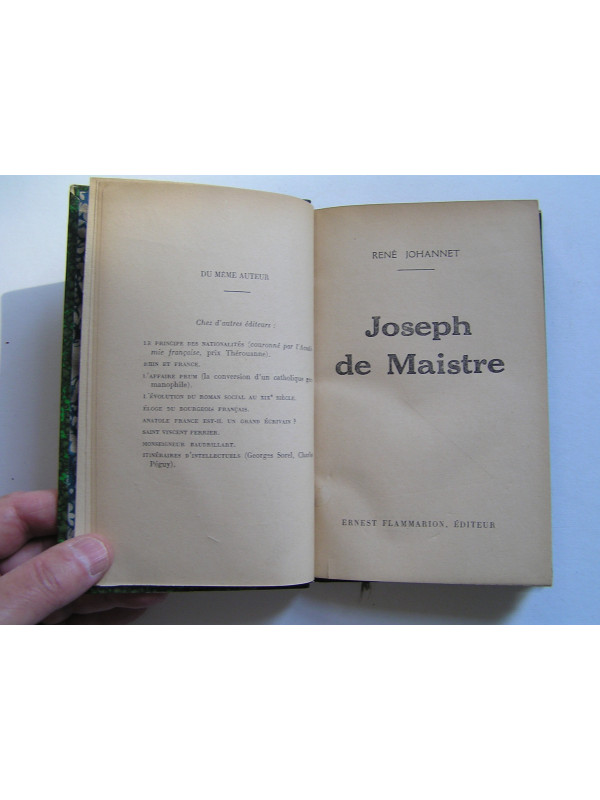 DU MÊME AUTEUR
Chez d'autres éditeurs :
LE PRINCIPE DES NATIONALITÉS (couronné par l'Acadé
mie française, prix Thérouanne).
RHIN ET FRANCE.
L'AFFAIRE PRUM (la conversion d'un catholique ger
manophile).
L'ÉVOLUTION DU ROMAN SOCIAL AU XIXe SIÈCLE.
ÉLOGE DU BOURGEOIS FRANÇAIS.
ANATOLE FRANCE EST-IL UN GRAND ÉCRIVAIN ?
SAINT VINCENT FERRIER.
MONSEIGNEUR BAUDRILLART.
ITINÉRAIRES D'INTELLECTUELS (Georges Sorel, Charle
Péguy).
RENÉ JOHANNET
Joseph
de Maistre
ERNEST FLAMMARION, ÉDITEUR